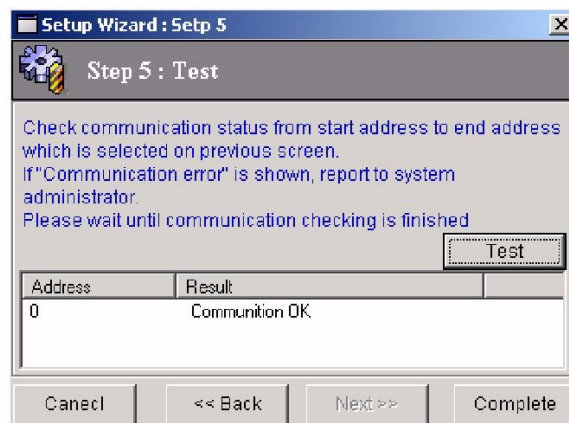 Setup Wizard : Setp 5
Step 5 : Test
Check communication status from start address to end address
which is selected on previous screen.
If "Communication error" is shown, report to system
administrator.
Please wait until communication checking is finished
Test
Address Result
0 Communition OK
Canecl << Back Next >> Complete